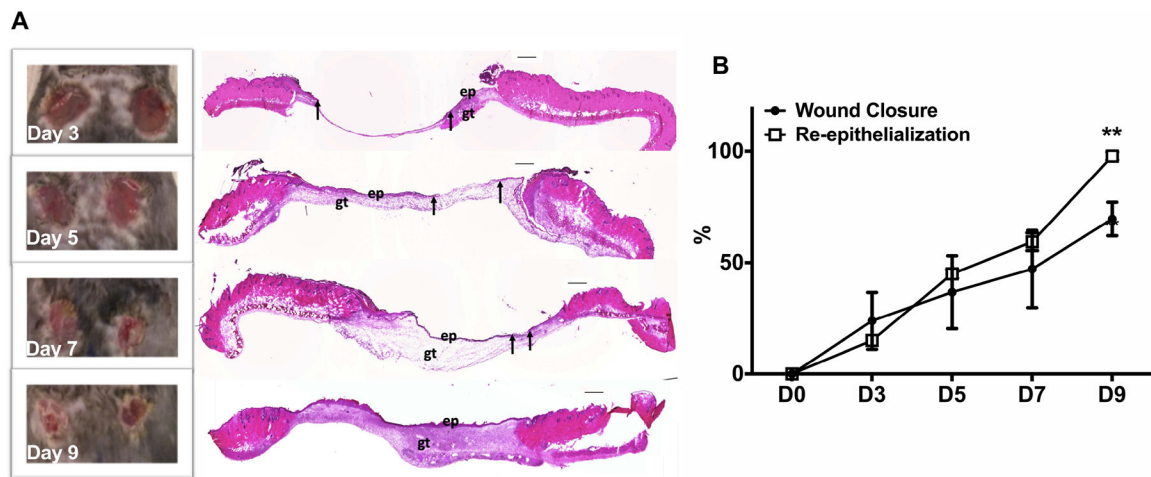 A
Day 3
ep
gt
Day 5
ep
gt
Day 7
ep
gt
Day 9
ep
gt
B
Wound Closure
Re-epithelialization
**
100
%
50
*
0
D0 D3 D5 D7 D9